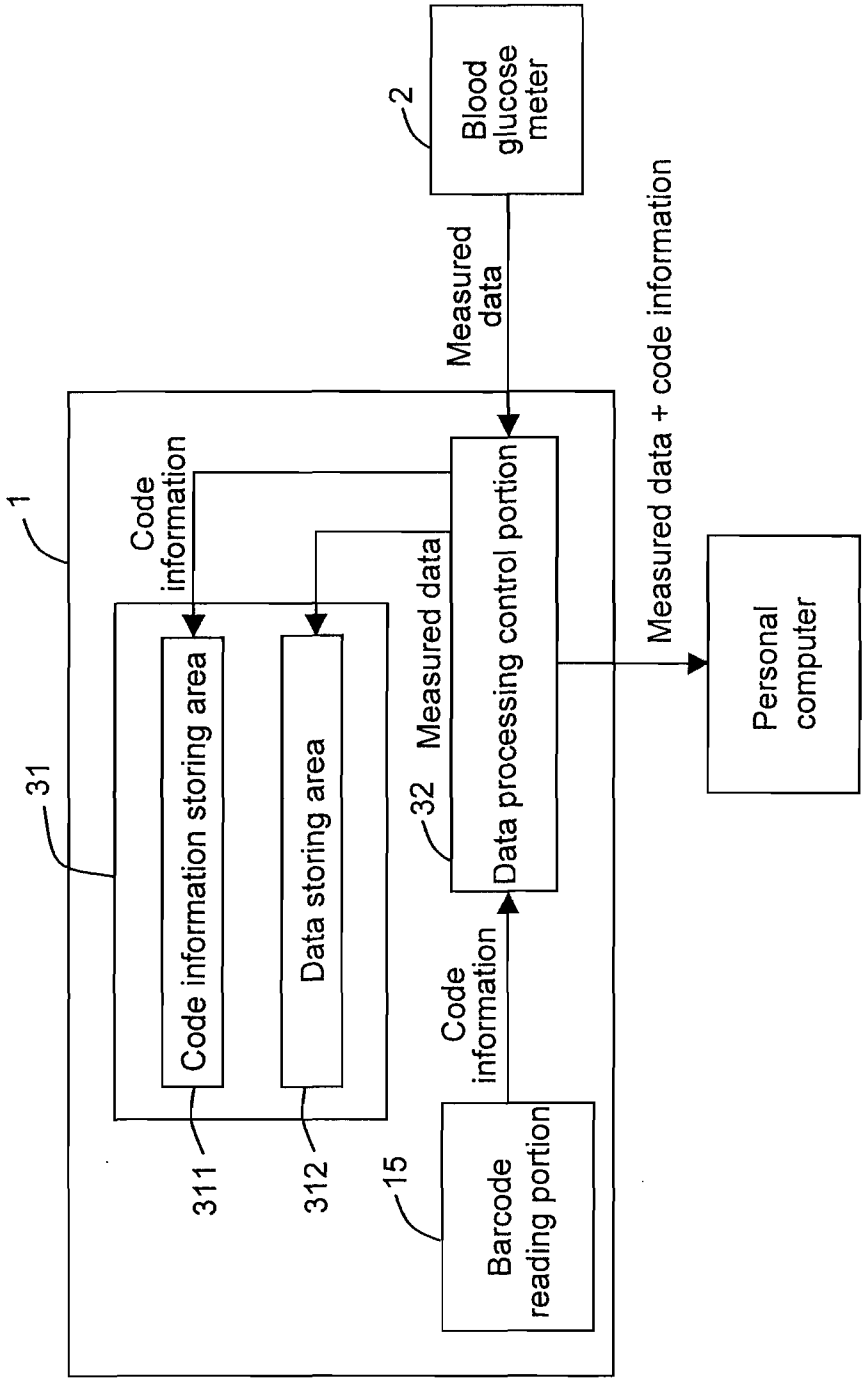 1
31
Code
information
311
Code information storing area
312
Data storing area
Measured data
15
Barcode
reading portion
Code
information
32
Data processing control portion
Measured
data
2
Blood
glucose
meter
Measured data + code information
Personal
computer